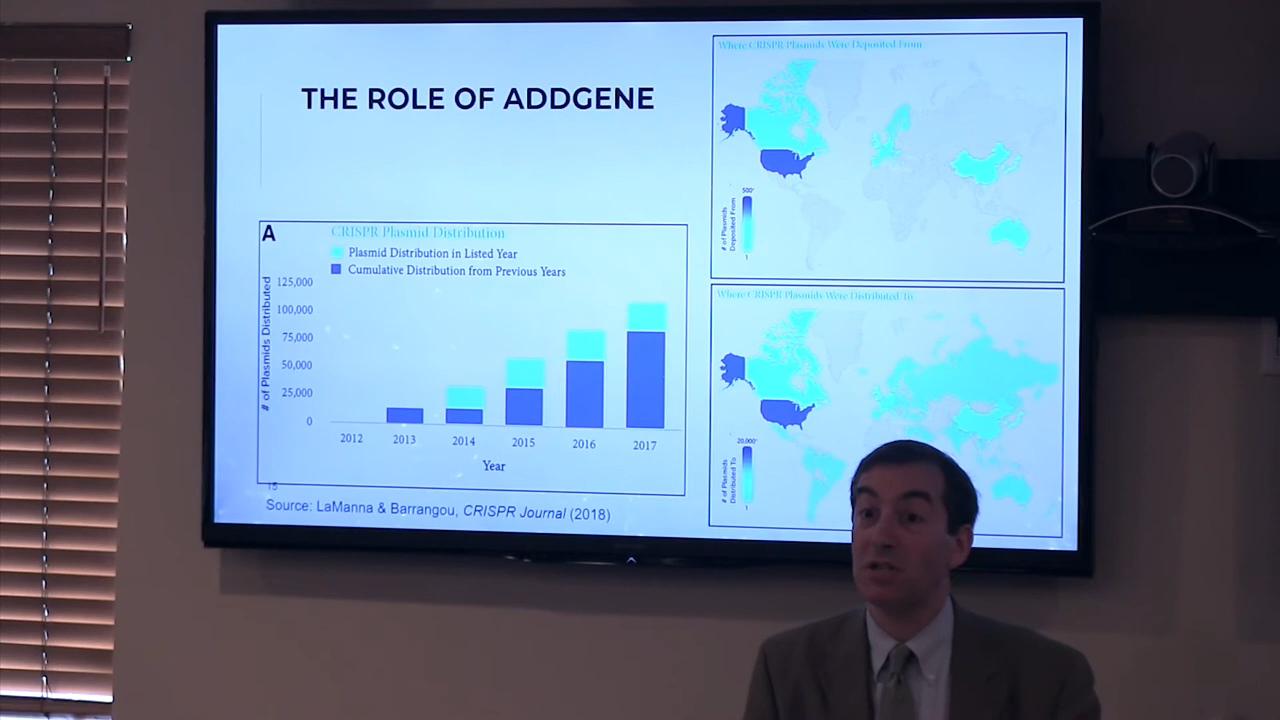 THE ROLE OF ADDGENE
A
CRISPR Plasmid Distribution
Plasmid Distribution in Listed Year
Cumulative Distribution from Previous Years
# of Plasmids Distributed
125,000
100,000
75,000
50,000
25,000
0
2012 2013 2014 2015 2016 2017
Year
15
Source: LaManna & Barrangou, CRISPR Journal (2018)
Where CRISPR Plasmids Were Deposited From
500+
# of Plasmids
Deposited From
1
Where CRISPR Plasmids Were Distributed To
20,000+
# of Plasmids
Distributed To
1